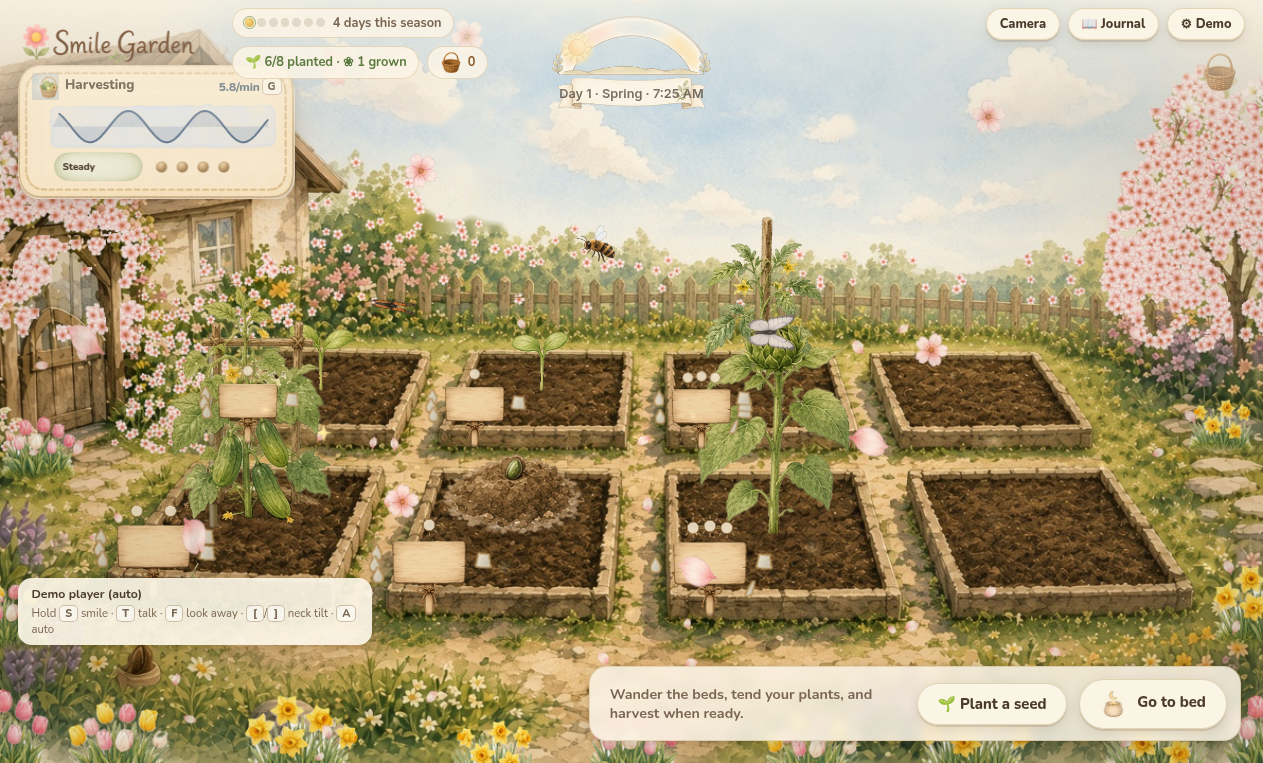 Smile Garden
4 days this season
🌱 6/8 planted · ❀ 1 grown
0
Harvesting
5.8/min G
Steady
Day 1 · Spring · 7:25 AM
Camera
📖 Journal
⚙ Demo
Demo player (auto)
Hold S smile · T talk · F look away · [ / ] neck tilt · A
auto
Wander the beds, tend your plants, and
harvest when ready.
🌱 Plant a seed
Go to bed